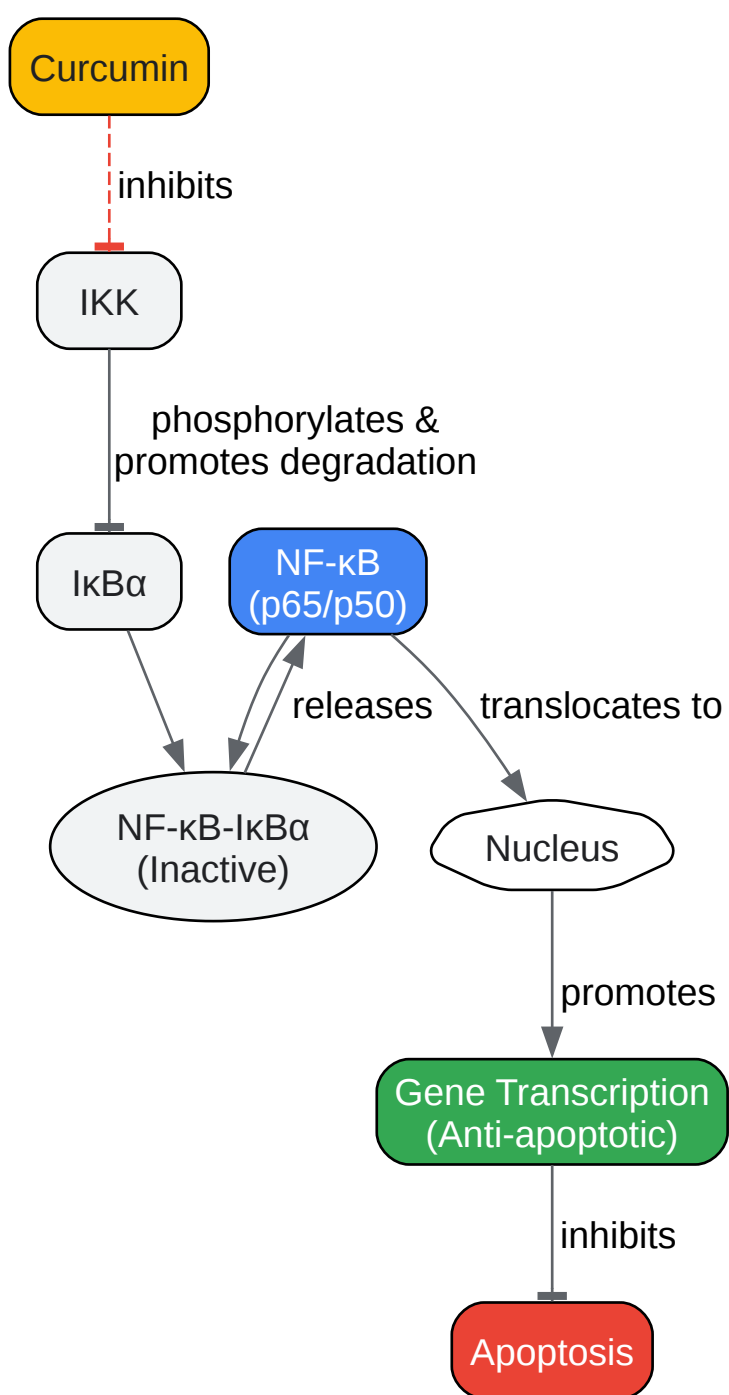 Curcumin
inhibits
IKK
phosphorylates &
promotes degradation
IκBα
NF-κB
(p65/p50)
releases
translocates to
NF-κB-IκBα
(Inactive)
Nucleus
promotes
Gene Transcription
(Anti-apoptotic)
inhibits
Apoptosis